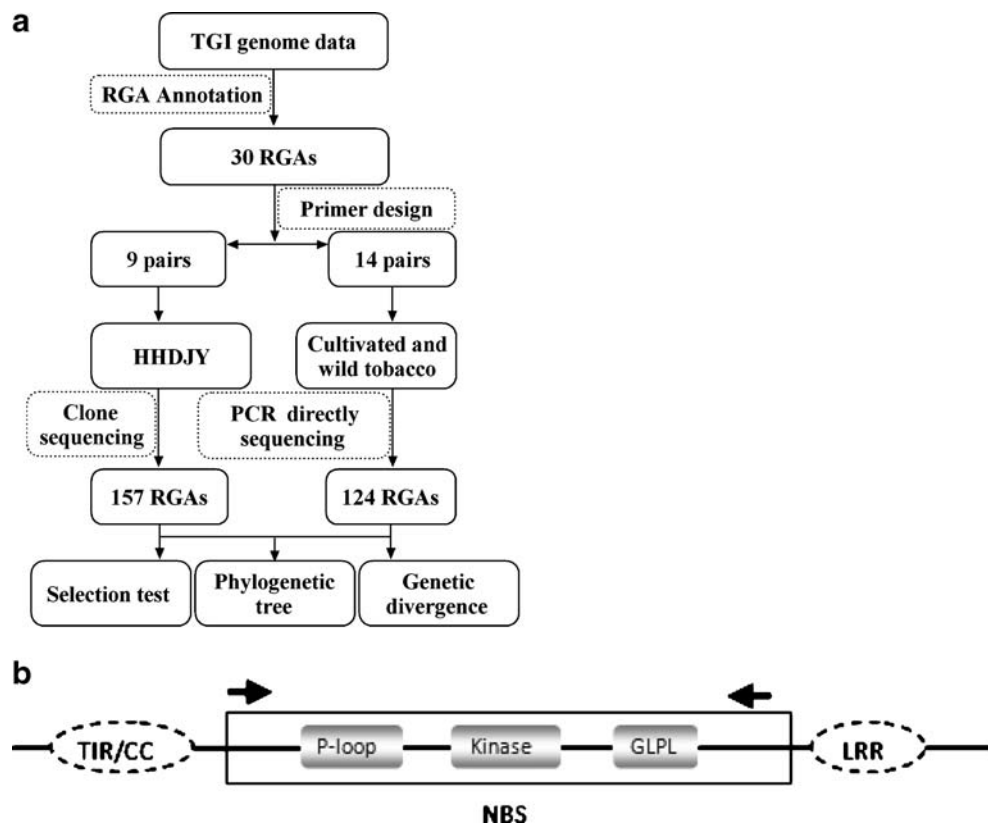 a
TGI genome data
RGA Annotation
30 RGAs
Primer design
9 pairs
14 pairs
HHDJY
Cultivated and
wild tobacco
Clone
sequencing
PCR directly
sequencing
157 RGAs
124 RGAs
Selection test
Phylogenetic
tree
Genetic
divergence
b
TIR/CC
P-loop
Kinase
GLPL
LRR
NBS